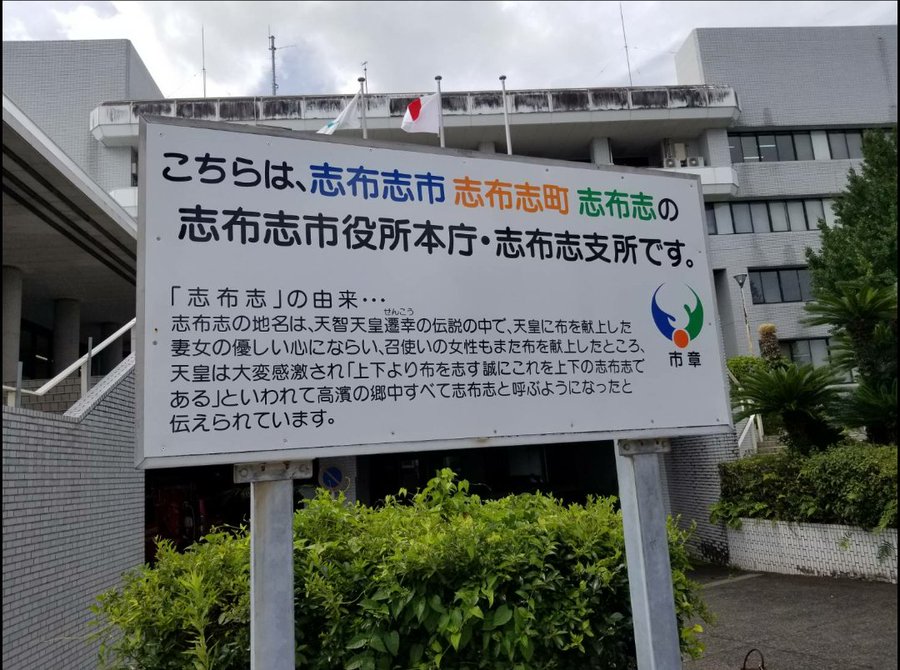 こちらは、志布志市 志布志町 志布志の
志布志市役所本庁・志布志支所です。
「志布志」の由来･･･
せんこう
志布志の地名は、天智天皇遷幸の伝説の中で、天皇に布を献上した
妻女の優しい心にならい、召使いの女性もまた布を献上したところ、
天皇は大変感激され「上下より布を志す誠にこれを上下の志布志で
ある」といわれて高濱の郷中すべて志布志と呼ぶようになったと
伝えられています。
市章